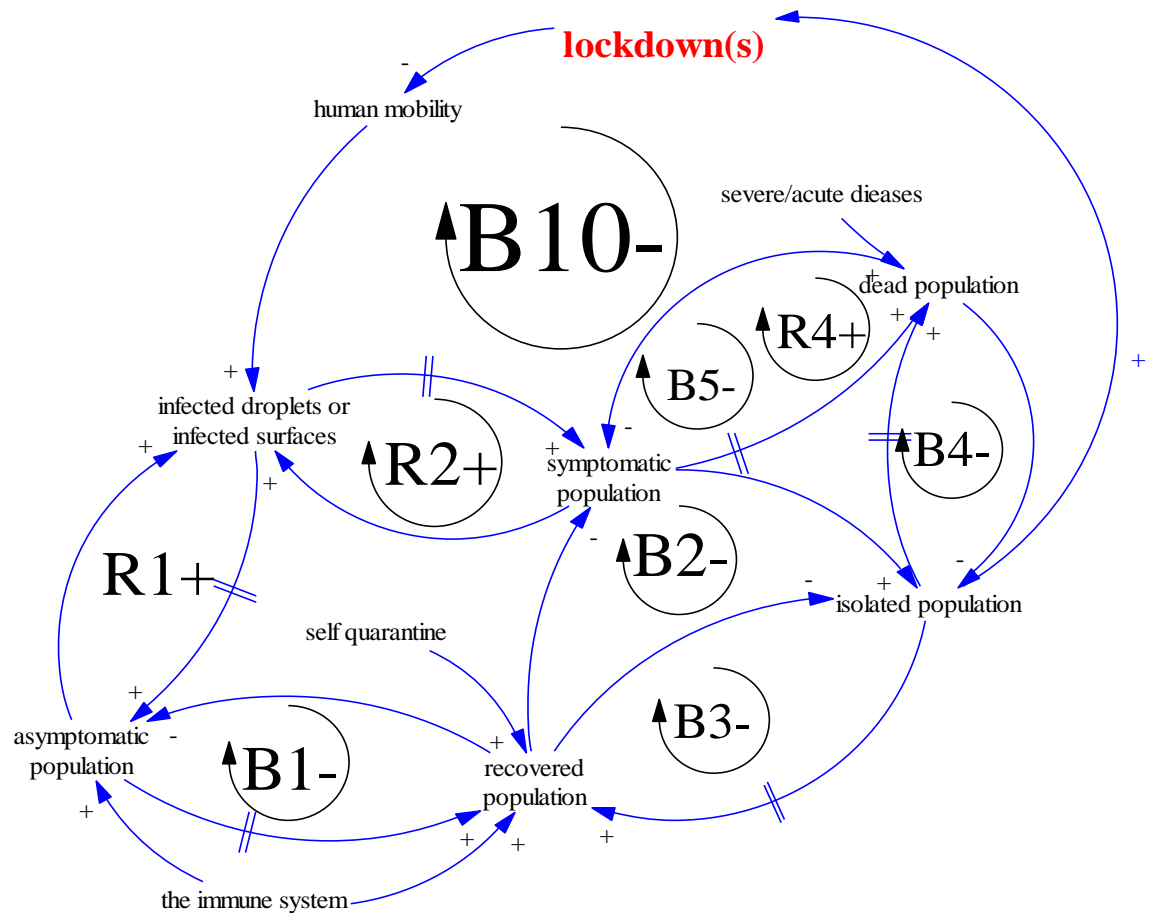 lockdown(s)
-
human mobility
B10-
severe/acute dieases
+
dead population
+
+
+
R4+
B5-
+
infected droplets or
infected surfaces
+
+
R2+
-
+
symptomatic
population
B4-
-
B2-
-
-
+
isolated population
R1+
self quarantine
+
-
asymptomatic
population
B1-
+
recovered
population
B3-
+
+
+
+
the immune system